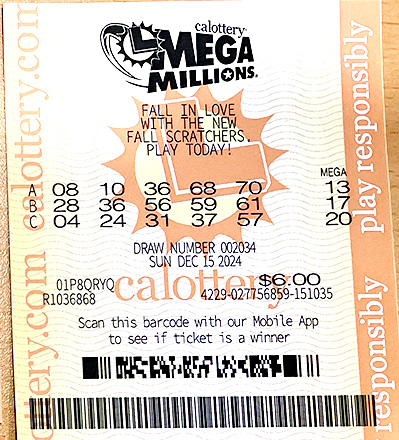 calottery
MEGA
MILLIONS.
FALL IN LOVE
WITH THE NEW
FALL SCRATCHERS.
PLAY TODAY!
MEGA
A 08 10 36 68 70 13
B 28 36 56 59 61 17
C 04 24 31 37 57 20
DRAW NUMBER 002034
SUN DEC 15 2024
01P8QRYQ $6.00
R1036868 4229-027756859-151035
calottery
Scan this barcode with our Mobile App
to see if ticket is a winner
ttery.com calottery.com
responsibly play responsibly